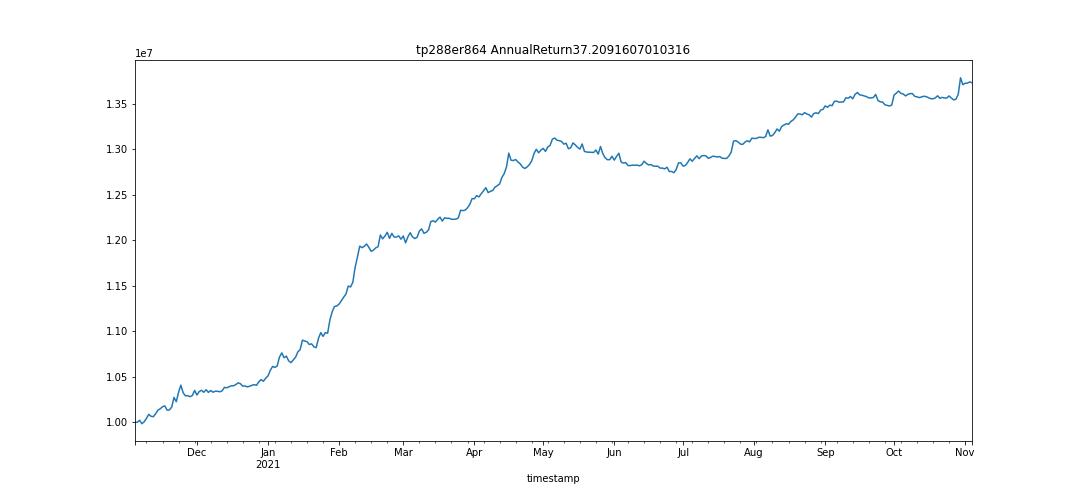 tp288er864 AnnualReturn37.2091607010316
1e7
1.35
1.30
1.25
1.20
1.15
1.10
1.05
1.00
Dec Jan Feb Mar Apr May Jun Jul Aug Sep Oct Nov
2021
timestamp